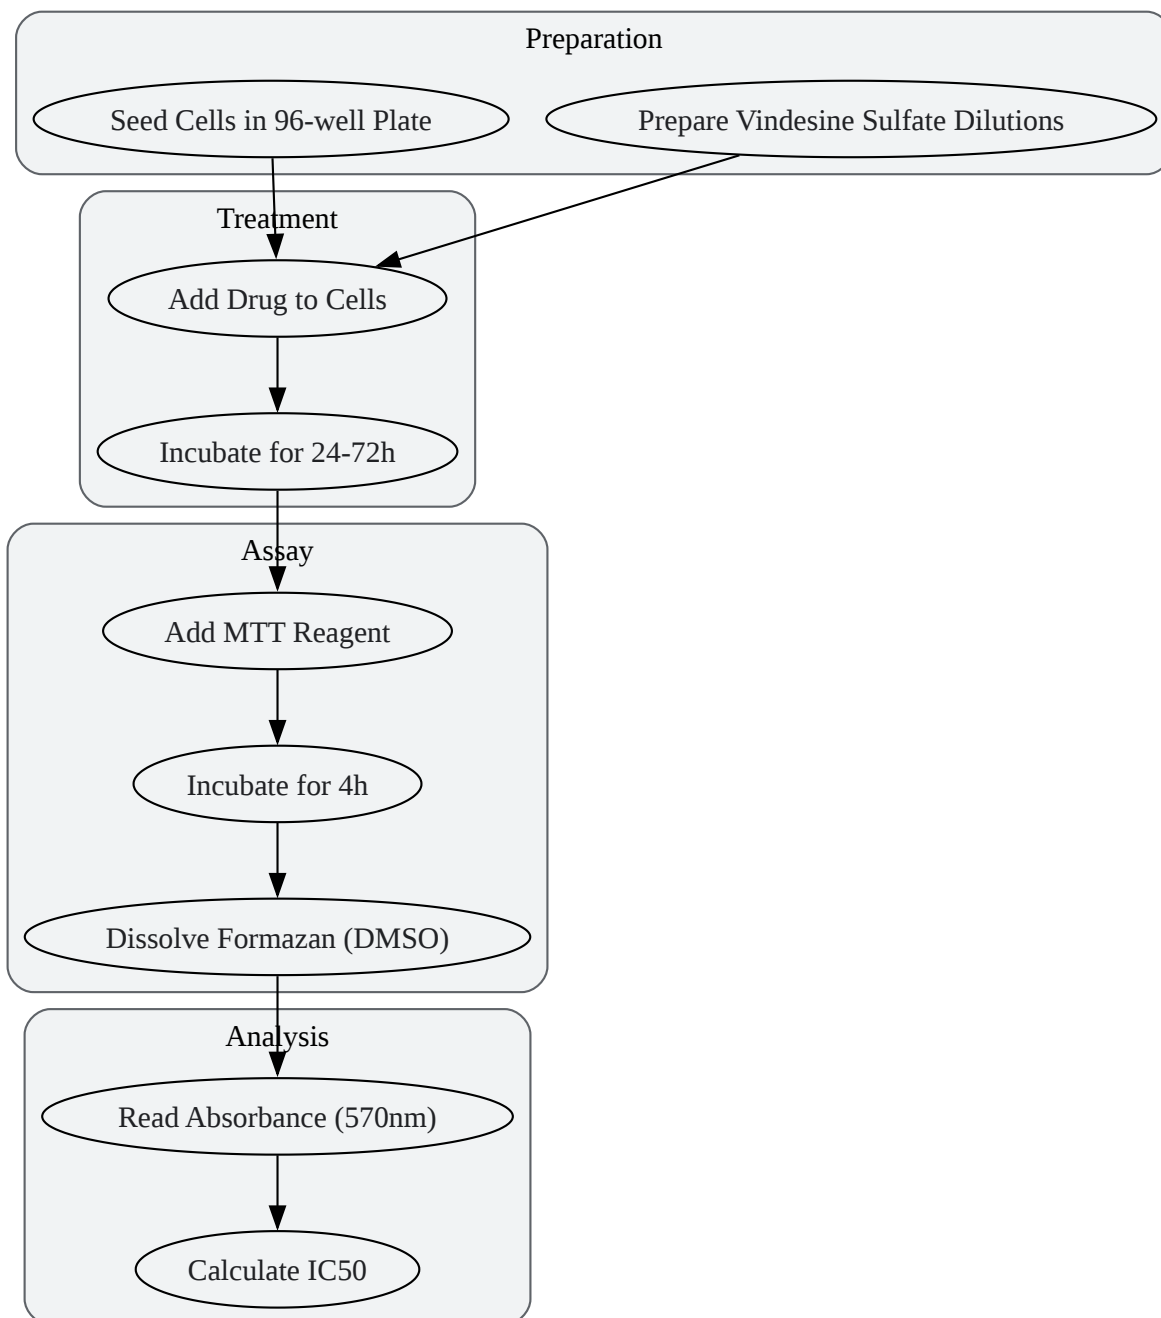 Preparation
Seed Cells in 96-well Plate
Prepare Vindesine Sulfate Dilutions
Treatment
Add Drug to Cells
Incubate for 24-72h
Assay
Add MTT Reagent
Incubate for 4h
Dissolve Formazan (DMSO)
Analysis
Read Absorbance (570nm)
Calculate IC50